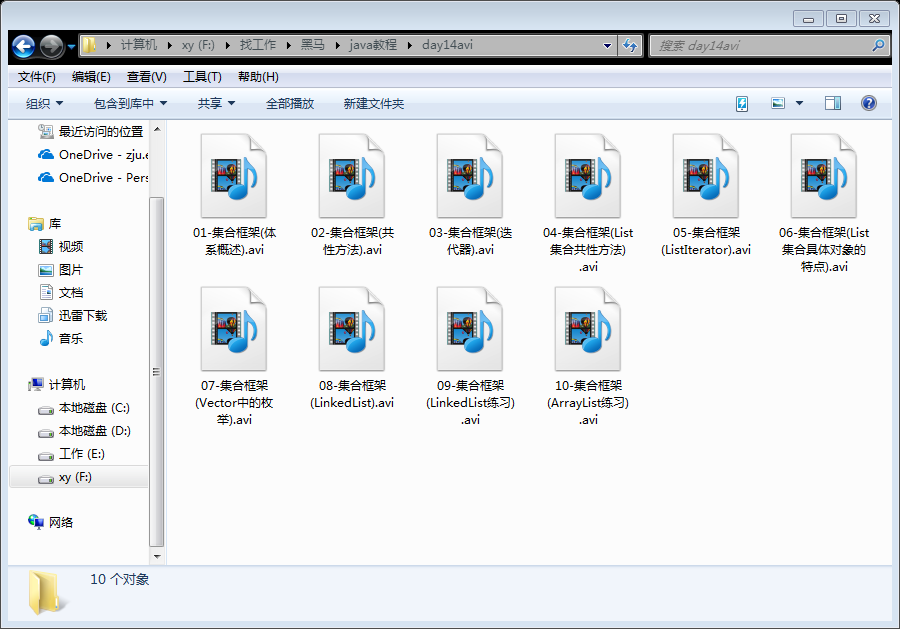 计算机 xy (F:) 找工作 黑马 java教程 day14avi
搜索 day14avi
文件(F) 编辑(E) 查看(V) 工具(T) 帮助(H)
组织 包含到库中 共享 全部播放 新建文件夹
最近访问的位置
OneDrive - zju.e
OneDrive - Pers
库
视频
图片
文档
迅雷下载
音乐
计算机
本地磁盘 (C:)
本地磁盘 (D:)
工作 (E:)
xy (F:)
网络
01-集合框架(体
系概述).avi
02-集合框架(共
性方法).avi
03-集合框架(迭
代器).avi
04-集合框架(List
集合共性方法)
.avi
05-集合框架
(ListIterator).avi
06-集合框架(List
集合具体对象的
特点).avi
07-集合框架
(Vector中的枚
举).avi
08-集合框架
(LinkedList).avi
09-集合框架
(LinkedList练习)
.avi
10-集合框架
(ArrayList练习)
.avi
10 个对象